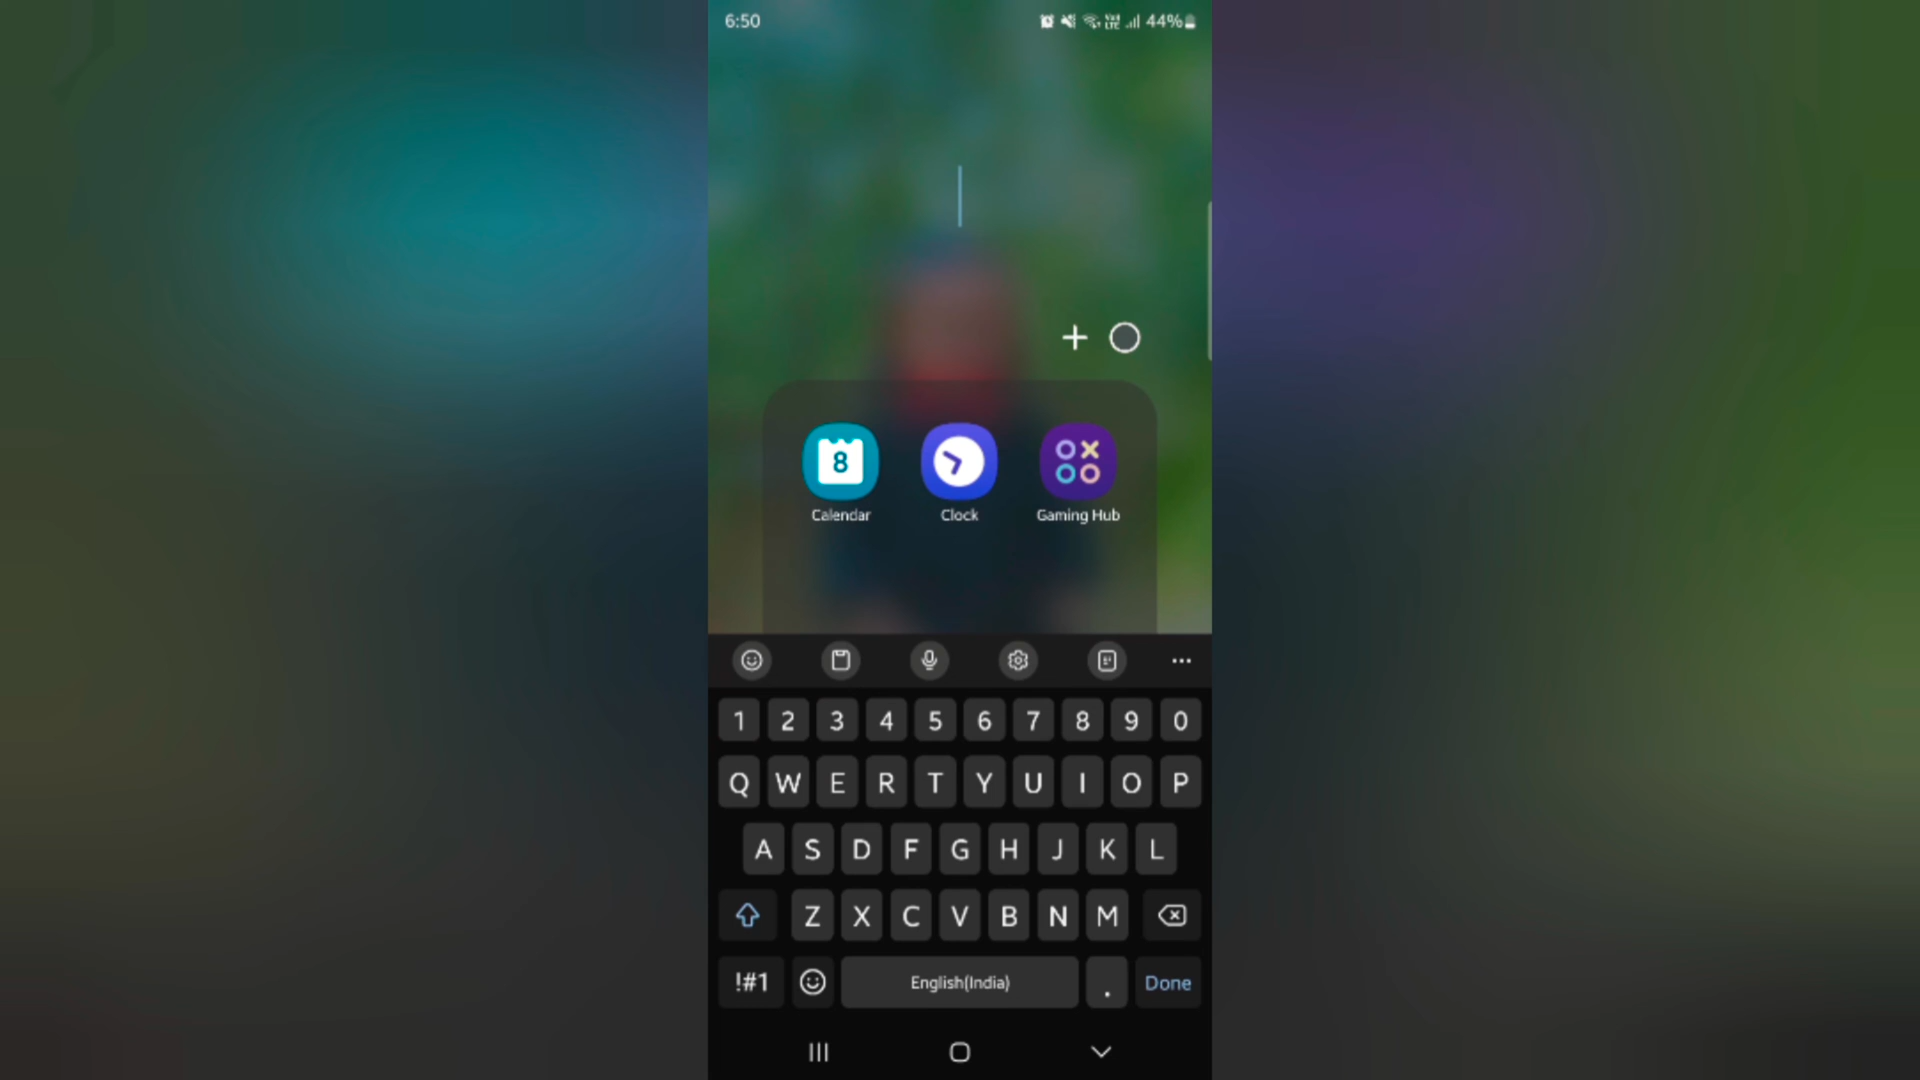 6:50 44%
8
Calendar Clock Gaming Hub
1 2 3 4 5 6 7 8 9 0
Q W E R T Y U I O P
A S D F G H J K L
Z X C V B N M
!#1 English(India) . Done